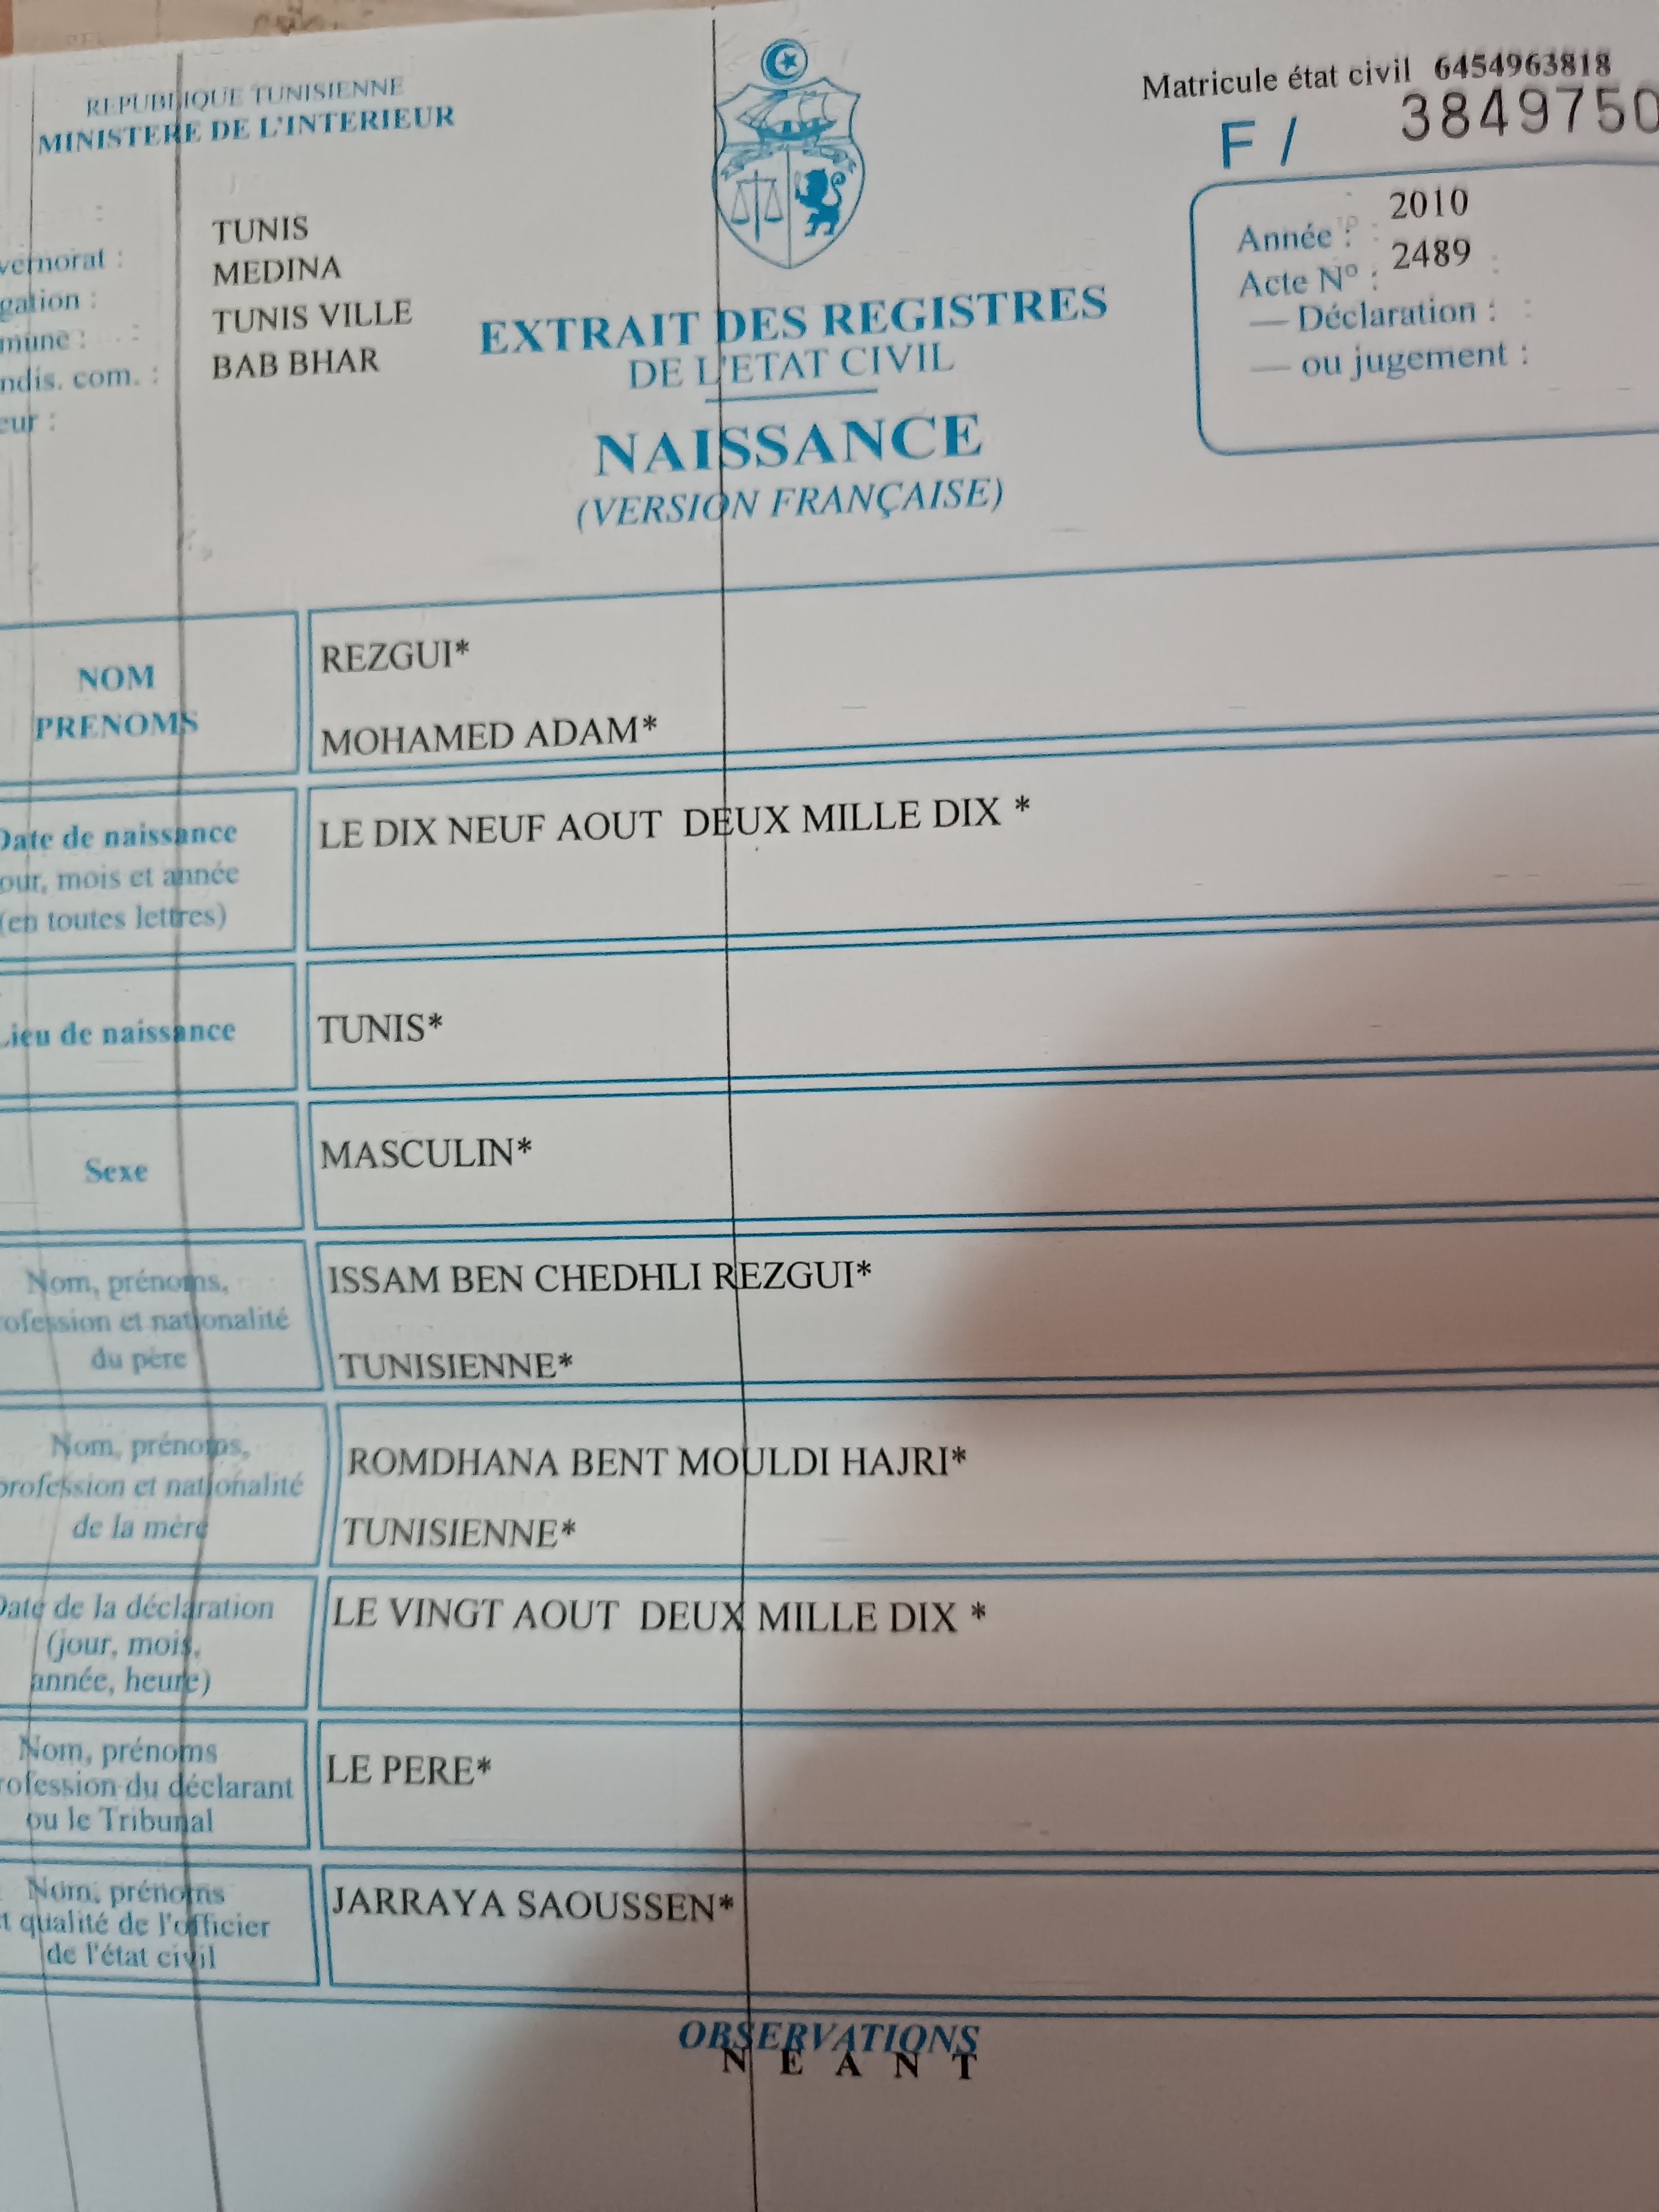 REPUBLIQUE TUNISIENNE
MINISTERE DE L'INTERIEUR
Matricule état civil 6454963818
F / 3849750
TUNIS
vernorat :
MEDINA
gation :
TUNIS VILLE
mune :
BAB BHAR
ndis. com. :
eur :
EXTRAIT DES REGISTRES
DE L'ETAT CIVIL
NAISSANCE
(VERSION FRANÇAISE)
Année : 2010
Acte N° : 2489
— Déclaration :
— ou jugement :
NOM
PRENOMS
REZGUI*
MOHAMED ADAM*
Date de naissance
our, mois et année
(en toutes lettres)
LE DIX NEUF AOUT DEUX MILLE DIX *
Lieu de naissance
TUNIS*
Sexe
MASCULIN*
Nom, prénoms,
rofession et nationalité
du père
ISSAM BEN CHEDHLI REZGUI*
TUNISIENNE*
Nom, prénoms,
profession et nationalité
de la mère
ROMDHANA BENT MOULDI HAJRI*
TUNISIENNE*
Date de la déclaration
(jour, mois,
année, heure)
LE VINGT AOUT DEUX MILLE DIX *
Nom, prénoms
rofession du déclarant
ou le Tribunal
LE PERE*
Nom, prénoms
t qualité de l'officier
de l'état civil
JARRAYA SAOUSSEN*
OBSERVATIONS
N E A N T